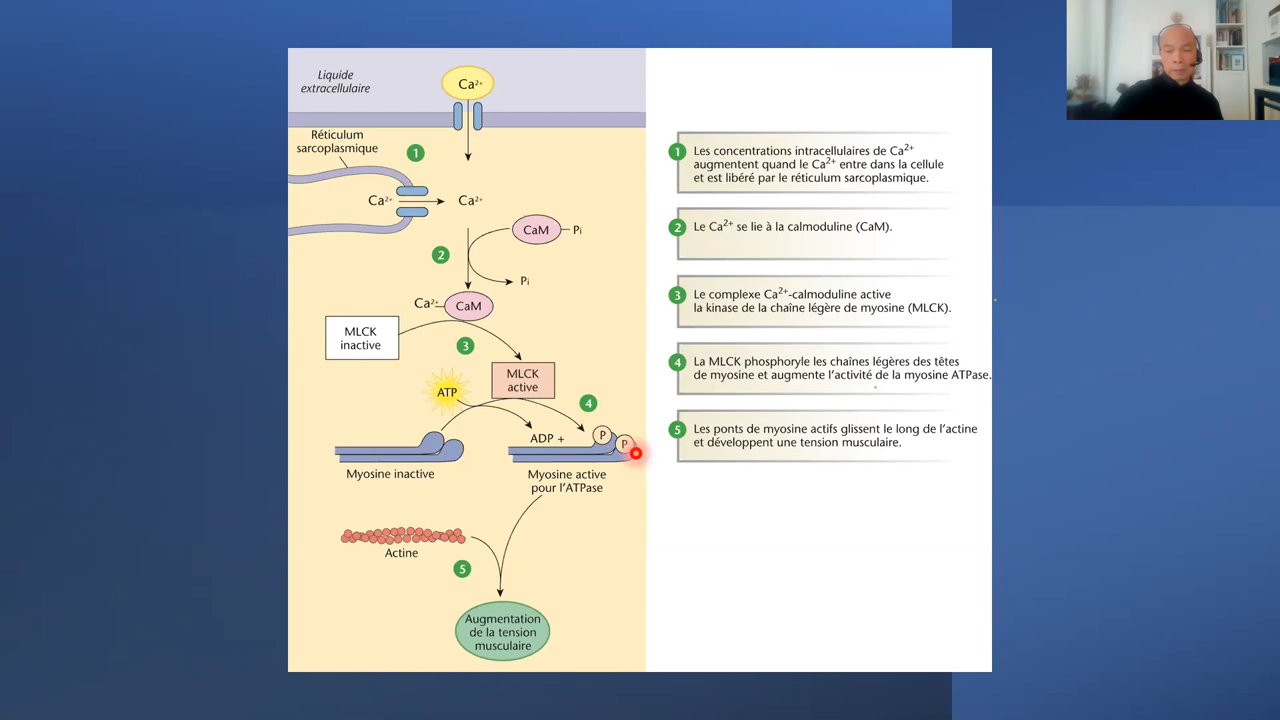 Liquide
extracellulaire
Ca2+
Réticulum
sarcoplasmique
1
Ca2+
Ca2+
CaM
Pi
2
Pi
Ca2+
CaM
MLCK
inactive
3
MLCK
active
ATP
4
ADP +
P
P
Myosine inactive
Myosine active
pour l'ATPase
Actine
5
Augmentation
de la tension
musculaire
1
Les concentrations intracellulaires de Ca2+
augmentent quand le Ca2+ entre dans la cellule
et est libéré par le réticulum sarcoplasmique.
2
Le Ca2+ se lie à la calmoduline (CaM).
3
Le complexe Ca2+-calmoduline active
la kinase de la chaîne légère de myosine (MLCK).
4
La MLCK phosphoryle les chaînes légères des têtes
de myosine et augmente l'activité de la myosine ATPase.
5
Les ponts de myosine actifs glissent le long de l'actine
et développent une tension musculaire.